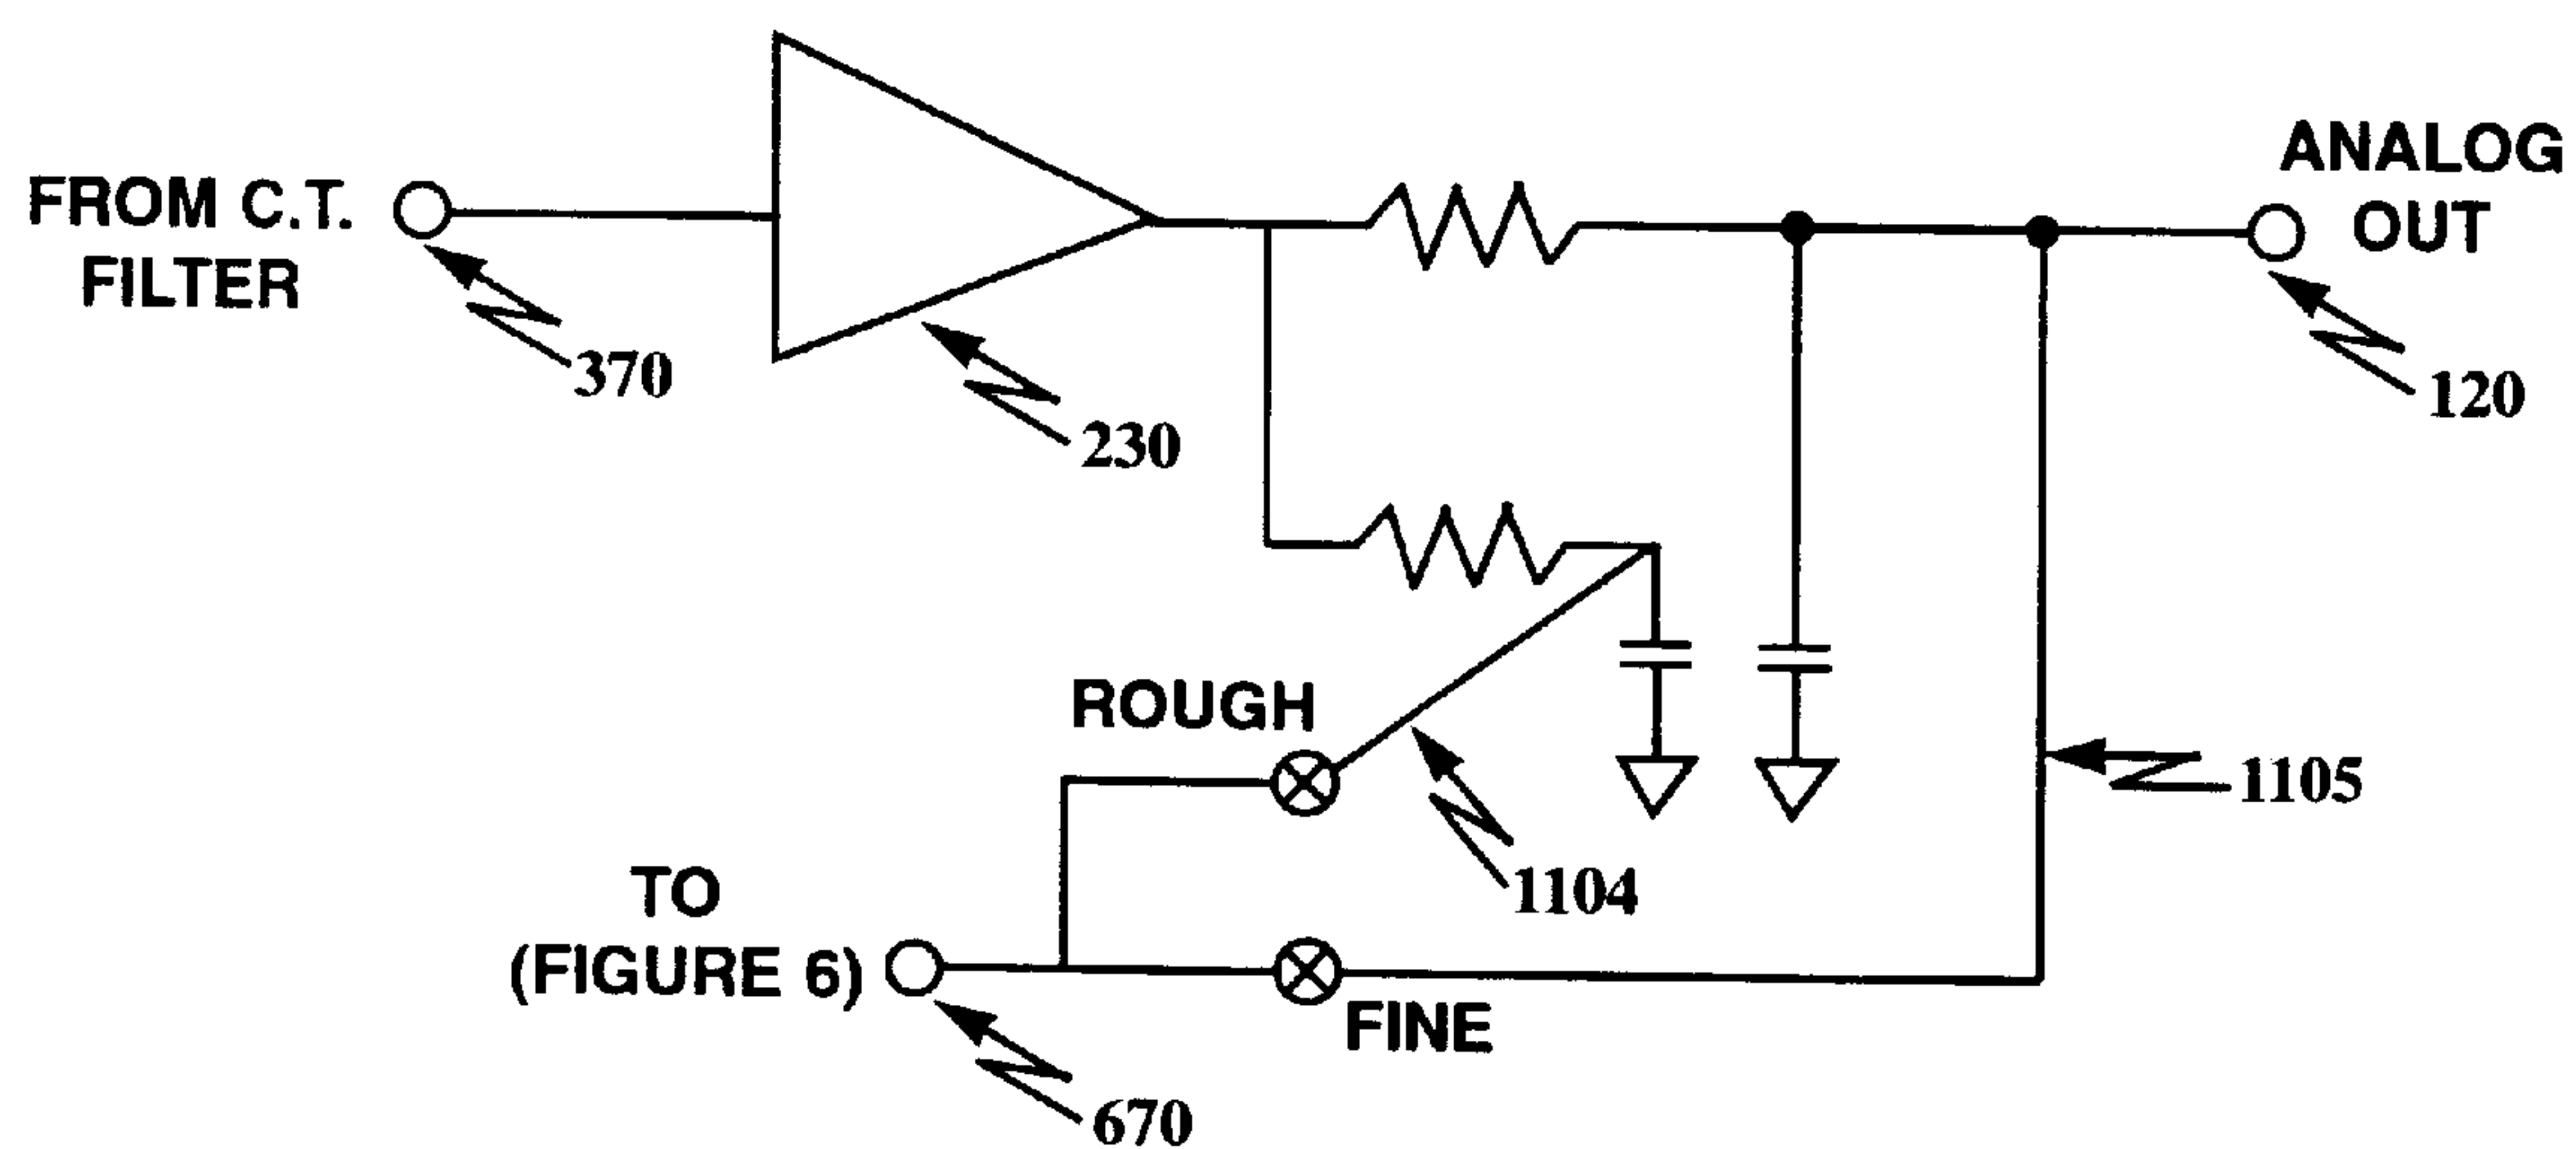 ANALOG
OUT
FROM C.T.
FILTER
370
230
120
ROUGH
1105
1104
TO
(FIGURE 6)
FINE
670